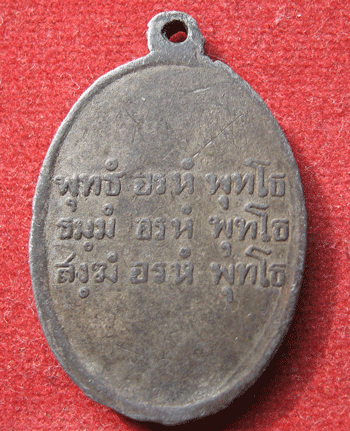 พุทธํ อรหํ พุทโธ
ธมฺมํ อรหํ พุทโธ
สงฺฆํ อรหํ พุทโธ